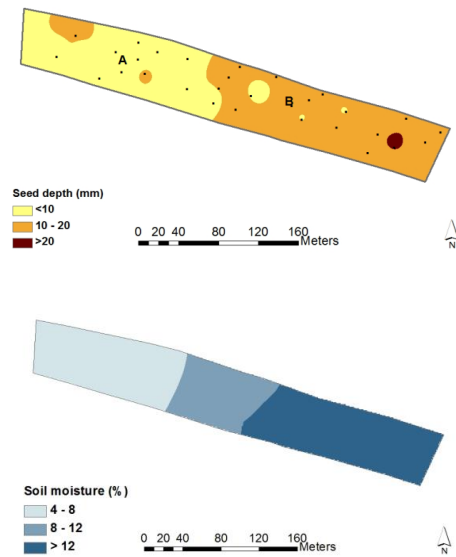 A
B
Seed depth (mm)
<10
10 - 20
>20
0 20 40 80 120 160
Meters
N
Soil moisture (%)
4 - 8
8 - 12
> 12
0 20 40 80 120 160
Meters
N